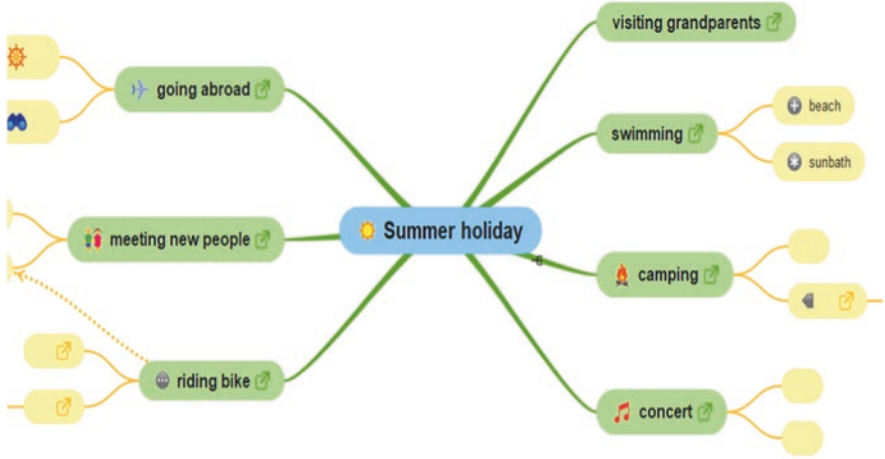 visiting grandparents
going abroad
beach
swimming
sunbath
Summer holiday
meeting new people
camping
riding bike
concert